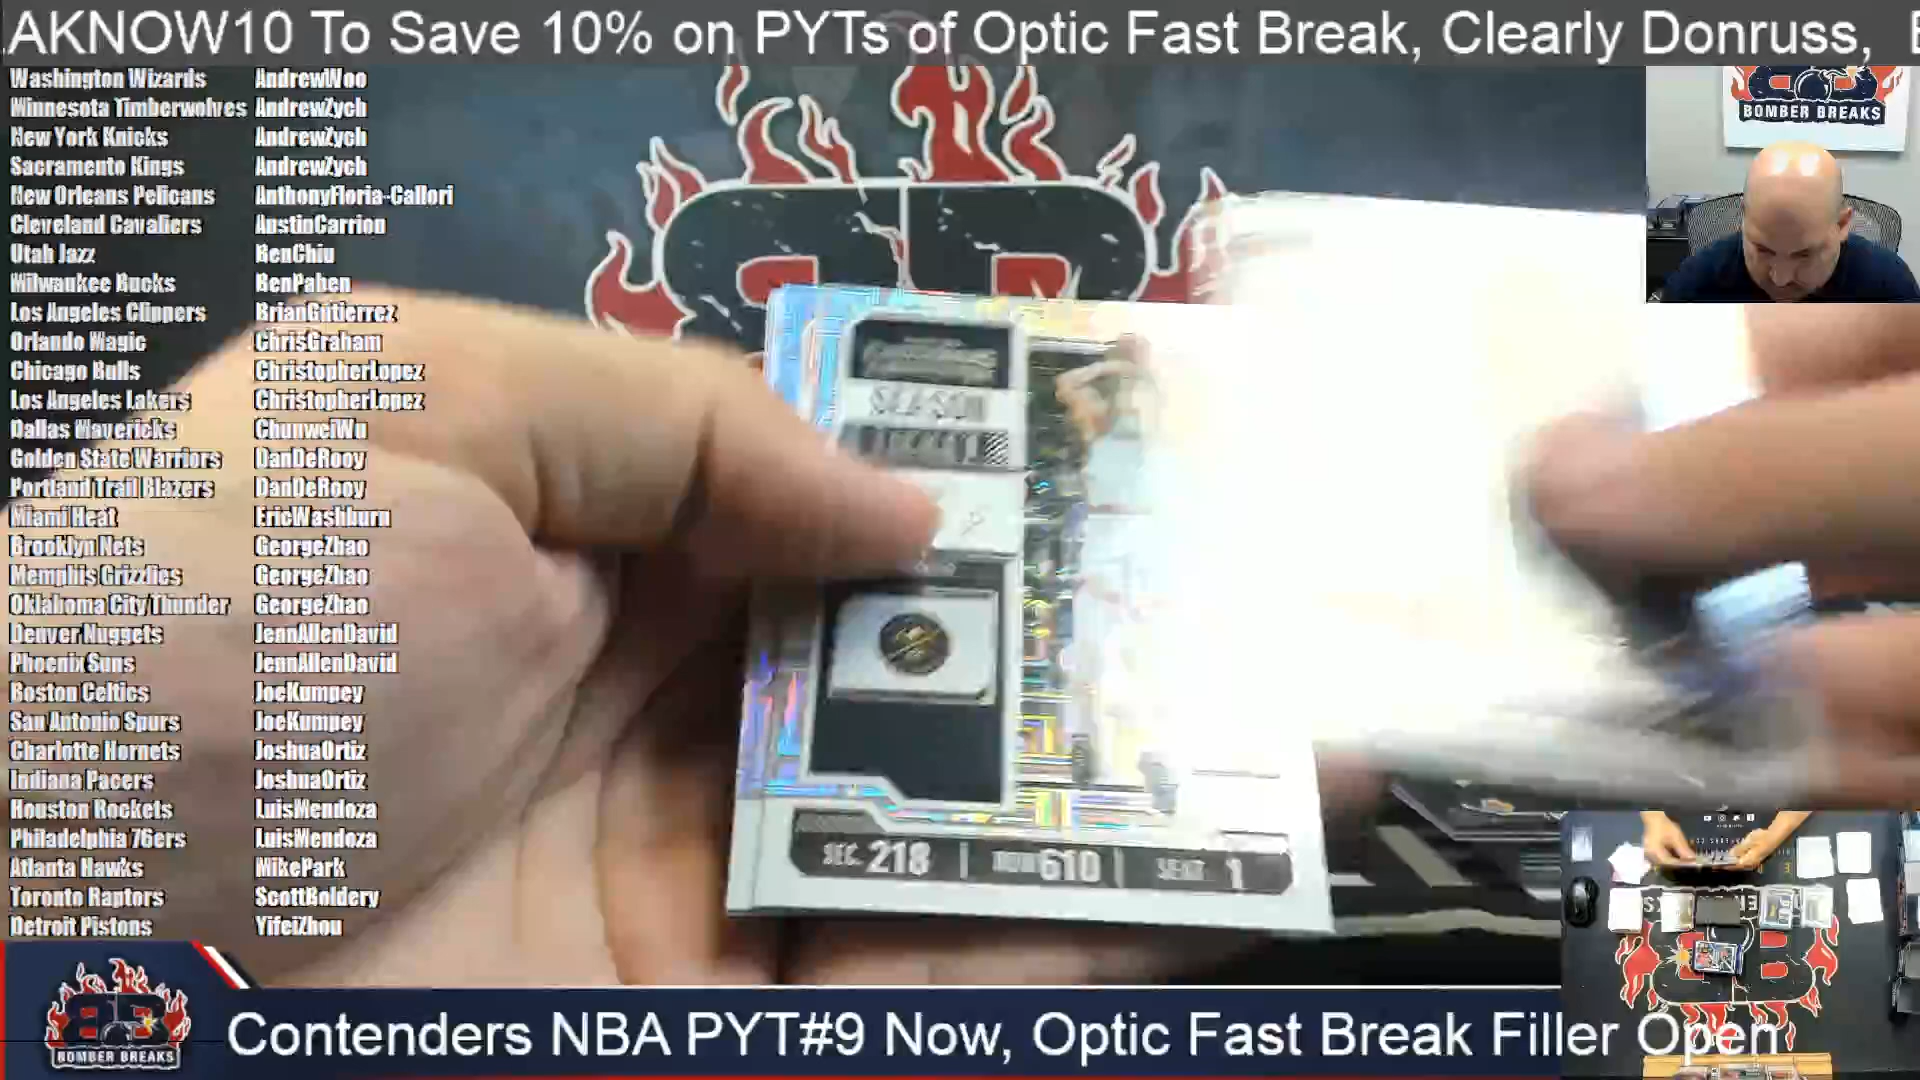 AKNOW10 To Save 10% on PYTs of Optic Fast Break, Clearly Donruss,
Washington Wizards AndrewWoo
Minnesota Timberwolves AndrewZych
New York Knicks AndrewZych
Sacramento Kings AndrewZych
New Orleans Pelicans AnthonyFloria-Callori
Cleveland Cavaliers AustinCarrion
Utah Jazz BenChiu
Milwaukee Bucks BenPahen
Los Angeles Clippers BrianGutierrez
Orlando Magic ChrisGraham
Chicago Bulls ChristopherLopez
Los Angeles Lakers ChristopherLopez
Dallas Mavericks ChunweiWu
Golden State Warriors DanDeRooy
Portland Trail Blazers DanDeRooy
Miami Heat EricWashburn
Brooklyn Nets GeorgeZhao
Memphis Grizzlies GeorgeZhao
Oklahoma City Thunder GeorgeZhao
Denver Nuggets JennAllenDavid
Phoenix Suns JennAllenDavid
Boston Celtics JoeKumpey
San Antonio Spurs JoeKumpey
Charlotte Hornets JoshuaOrtiz
Indiana Pacers JoshuaOrtiz
Houston Rockets LuisMendoza
Philadelphia 76ers LuisMendoza
Atlanta Hawks MikePark
Toronto Raptors ScottBoldery
Detroit Pistons YifeiZhou
BOMBER BREAKS
SEASON
SEC. 218 | ROW 610 | SEAT 1
BOMBER BREAKS
Contenders NBA PYT#9 Now, Optic Fast Break Filler Open